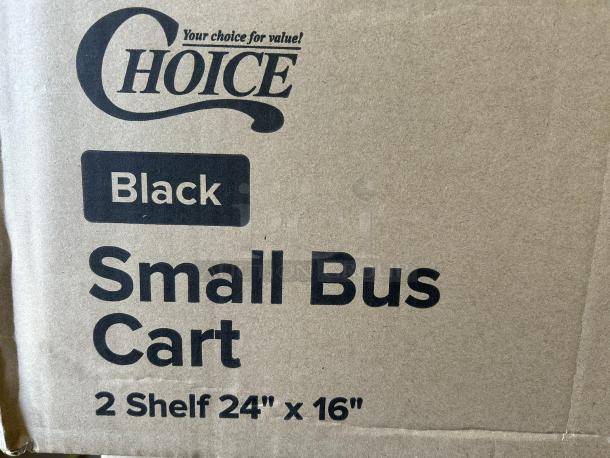 Your choice for value!
CHOICE
Black
Small Bus
Cart
2 Shelf 24" x 16"